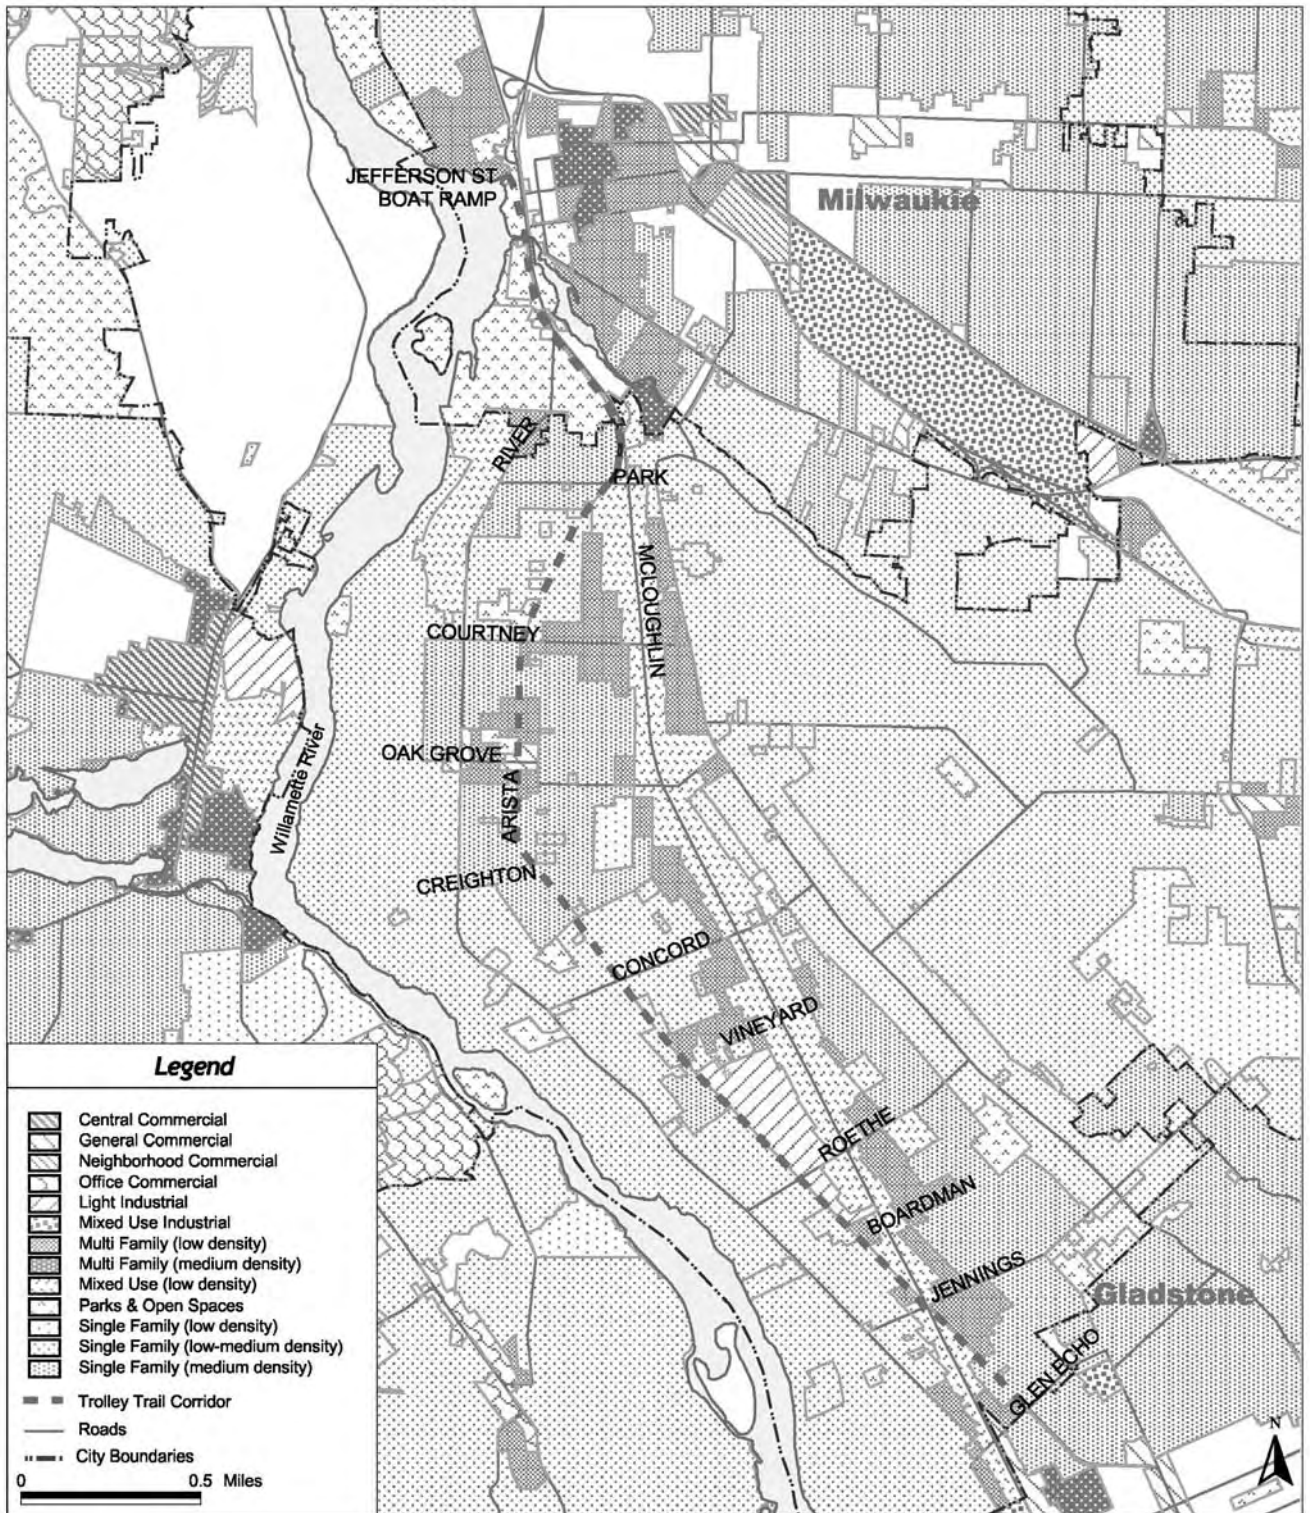 JEFFERSON ST
BOAT RAMP
Milwaukie
RIVER
PARK
MCLOUGHLIN
COURTNEY
OAK GROVE
Willamette River
ARISTA
CREIGHTON
CONCORD
VINEYARD
ROETHE
BOARDMAN
JENNINGS
Gladstone
GLEN ECHO
N
Legend
Central Commercial
General Commercial
Neighborhood Commercial
Office Commercial
Light Industrial
Mixed Use Industrial
Multi Family (low density)
Multi Family (medium density)
Mixed Use (low density)
Parks & Open Spaces
Single Family (low density)
Single Family (low-medium density)
Single Family (medium density)
Trolley Trail Corridor
Roads
City Boundaries
0 0.5 Miles